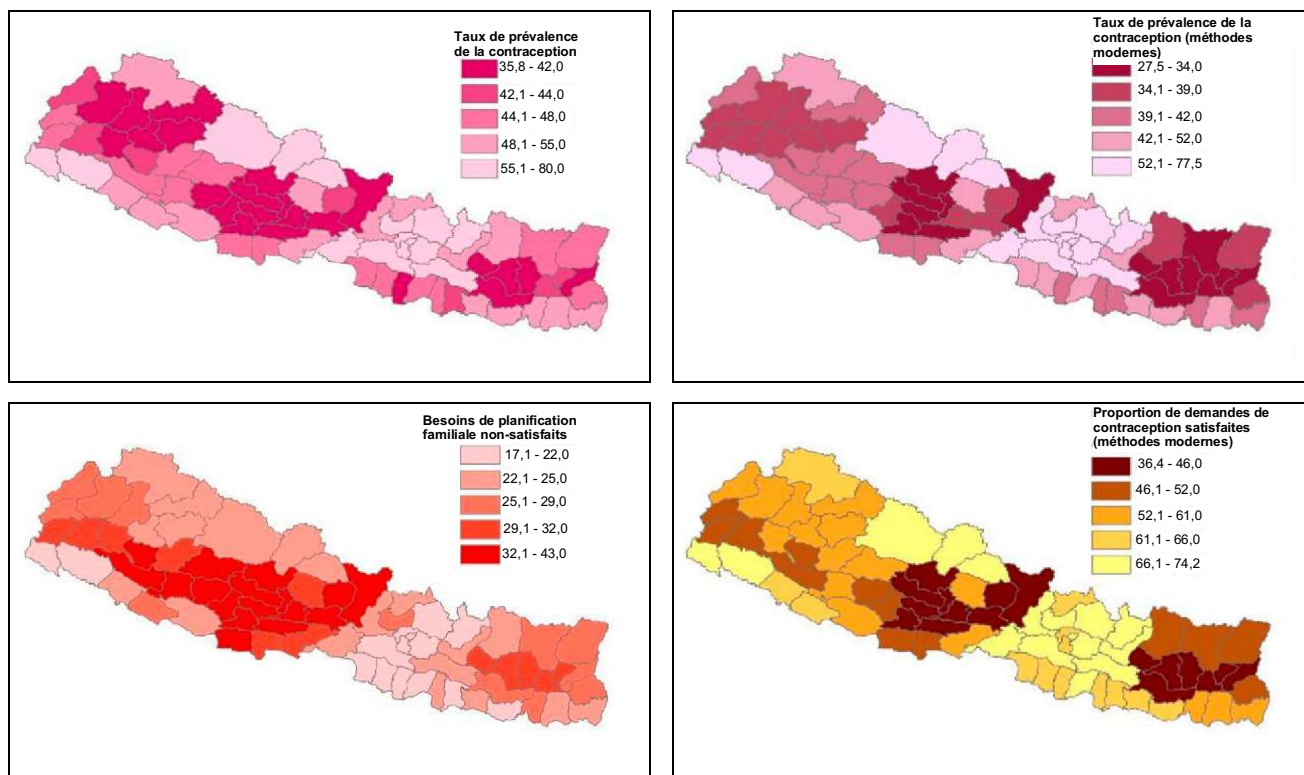 Taux de prévalence
de la contraception
35,8 - 42,0
42,1 - 44,0
44,1 - 48,0
48,1 - 55,0
55,1 - 80,0
Taux de prévalence de la
contraception (méthodes
modernes)
27,5 - 34,0
34,1 - 39,0
39,1 - 42,0
42,1 - 52,0
52,1 - 77,5
Besoins de planification
familiale non-satisfaits
17,1 - 22,0
22,1 - 25,0
25,1 - 29,0
29,1 - 32,0
32,1 - 43,0
Proportion de demandes de
contraception satisfaites
(méthodes modernes)
36,4 - 46,0
46,1 - 52,0
52,1 - 61,0
61,1 - 66,0
66,1 - 74,2